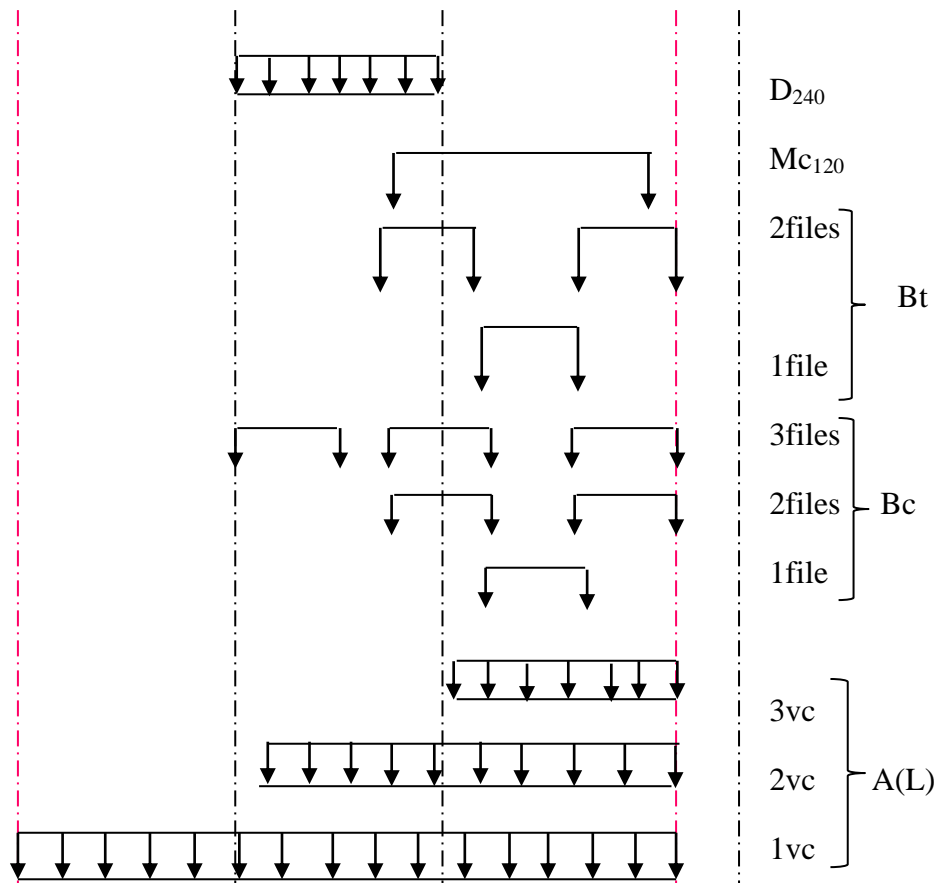 D₂₄₀
Mc₁₂₀
2files
Bt
1file
3files
2files
Bc
1file
3vc
2vc
A(L)
1vc